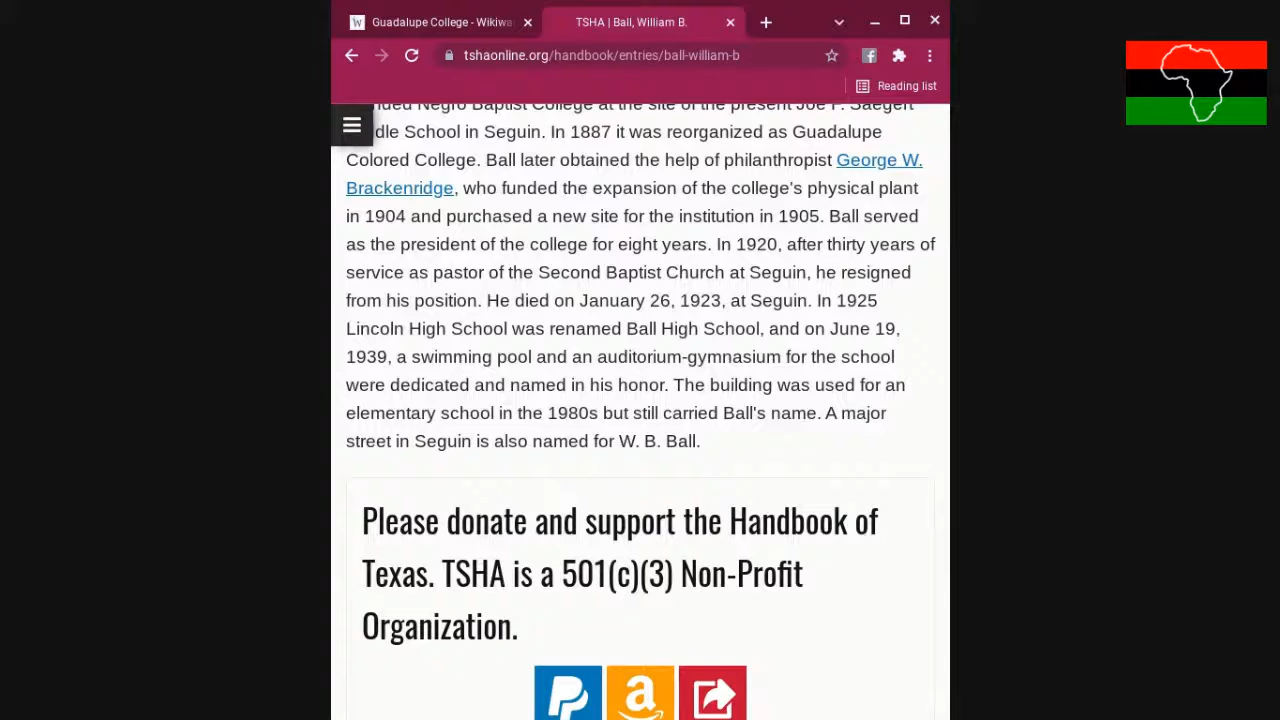 Guadalupe College - Wikiwa
TSHA | Ball, William B.
tshaonline.org/handbook/entries/ball-william-b
Reading list
Negro Baptist College at the site of the present Joe F. Saegert
dle School in Seguin. In 1887 it was reorganized as Guadalupe
Colored College. Ball later obtained the help of philanthropist George W.
Brackenridge, who funded the expansion of the college's physical plant
in 1904 and purchased a new site for the institution in 1905. Ball served
as the president of the college for eight years. In 1920, after thirty years of
service as pastor of the Second Baptist Church at Seguin, he resigned
from his position. He died on January 26, 1923, at Seguin. In 1925
Lincoln High School was renamed Ball High School, and on June 19,
1939, a swimming pool and an auditorium-gymnasium for the school
were dedicated and named in his honor. The building was used for an
elementary school in the 1980s but still carried Ball's name. A major
street in Seguin is also named for W. B. Ball.
Please donate and support the Handbook of
Texas. TSHA is a 501(c)(3) Non-Profit
Organization.